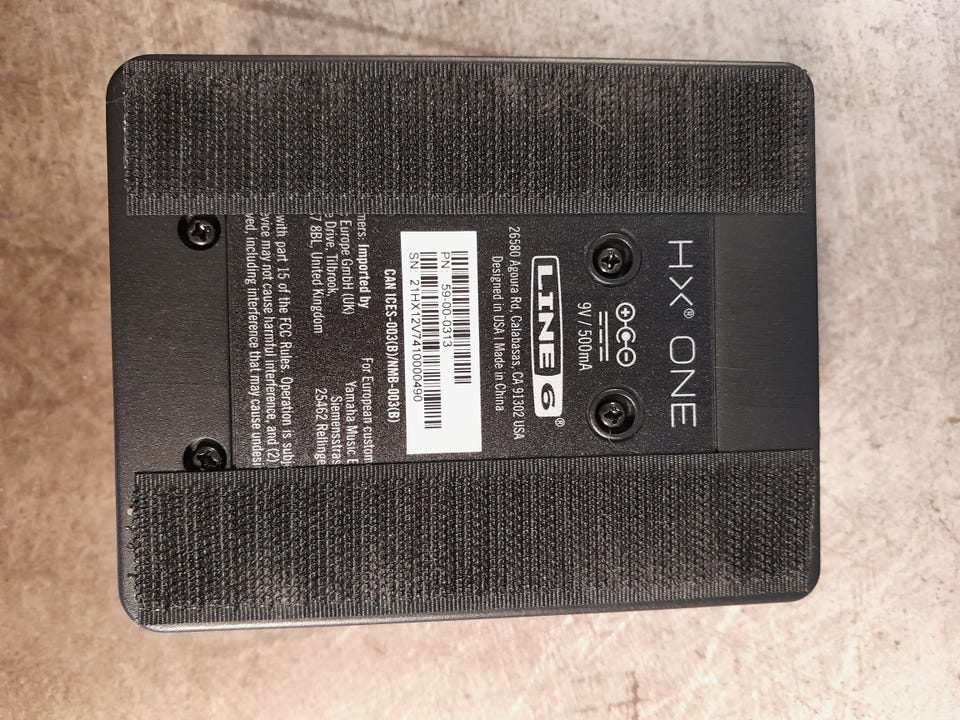 HX® ONE
9V / 500mA
LINE 6®
26580 Agoura Rd, Calabasas, CA 91302 USA
Designed in USA | Made in China
PN: 59-00-0313
SN: 21HX12V7410000490
CAN ICES-003(B)/NMB-003(B)
mers: Imported by
Europe GmbH (UK)
Drive, Tilbrook,
7 8BL, United Kingdom
For European custom
Yamaha Music E
Siemensstras
25462 Rellinge
with part 15 of the FCC Rules. Operation is subj
evice may not cause harmful interference, and (2)
ved, including interference that may cause undesi